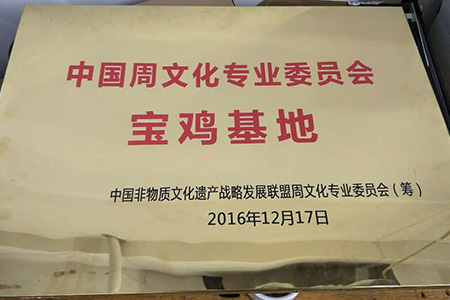 中国周文化专业委员会
宝鸡基地
中国非物质文化遗产战略发展联盟周文化专业委员会(筹)
2016年12月17日